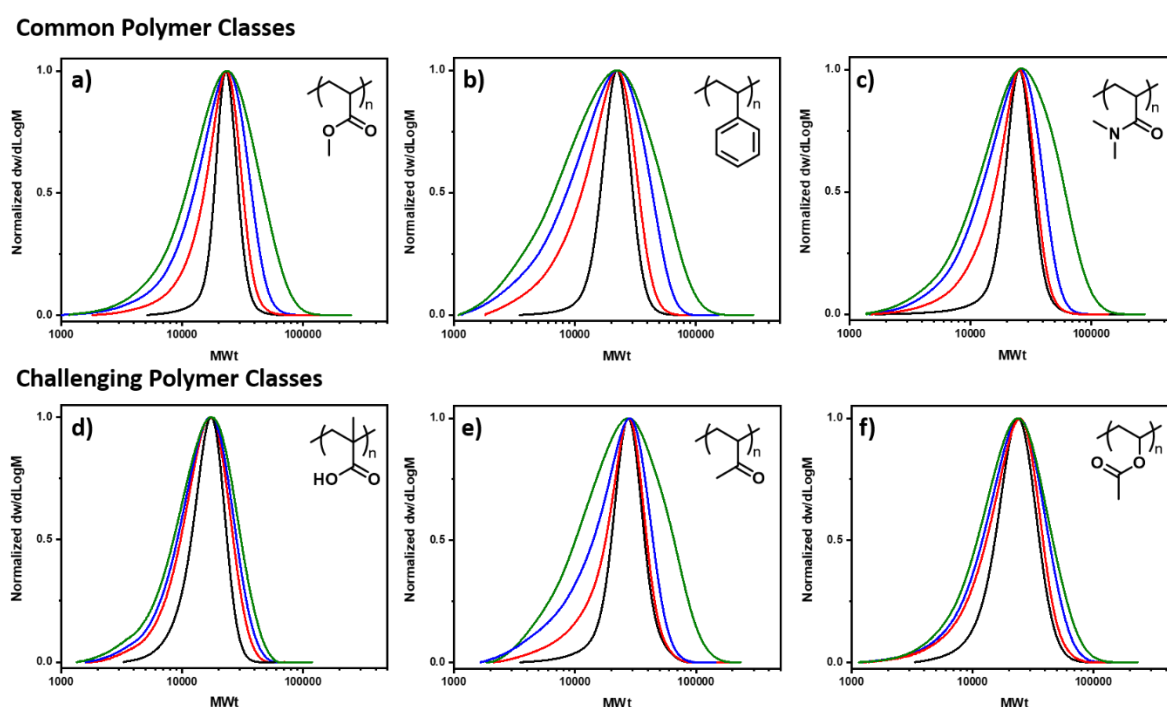 Common Polymer Classes
a)
b)
c)
Normalized dw/dLogM
1.0
0.5
0.0
1000
10000
100000
MWt
n
O
O
Normalized dw/dLogM
1.0
0.5
0.0
1000
10000
100000
MWt
n
Normalized dw/dLogM
1.0
0.5
0.0
1000
10000
100000
MWt
n
N
O
Challenging Polymer Classes
d)
e)
f)
Normalized dw/dLogM
1.0
0.5
0.0
1000
10000
100000
MWt
n
HO
O
Normalized dw/dLogM
1.0
0.5
0.0
1000
10000
100000
MWt
n
O
Normalized dw/dLogM
1.0
0.5
0.0
1000
10000
100000
MWt
n
O
O